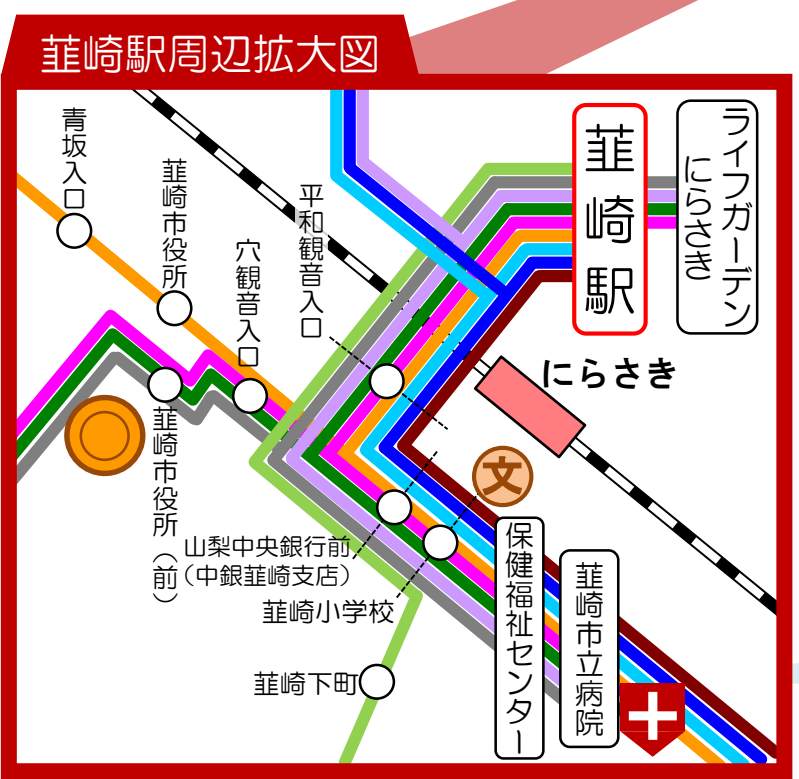 韮崎駅周辺拡大図
青坂入口
韮崎市役所
穴観音入口
平和観音入口
韮崎駅
ライフガーデン
にらさき
にらさき
韮崎市役所（前）
文
山梨中央銀行前
（中銀韮崎支店）
韮崎小学校
韮崎下町
保健福祉センター
韮崎市立病院